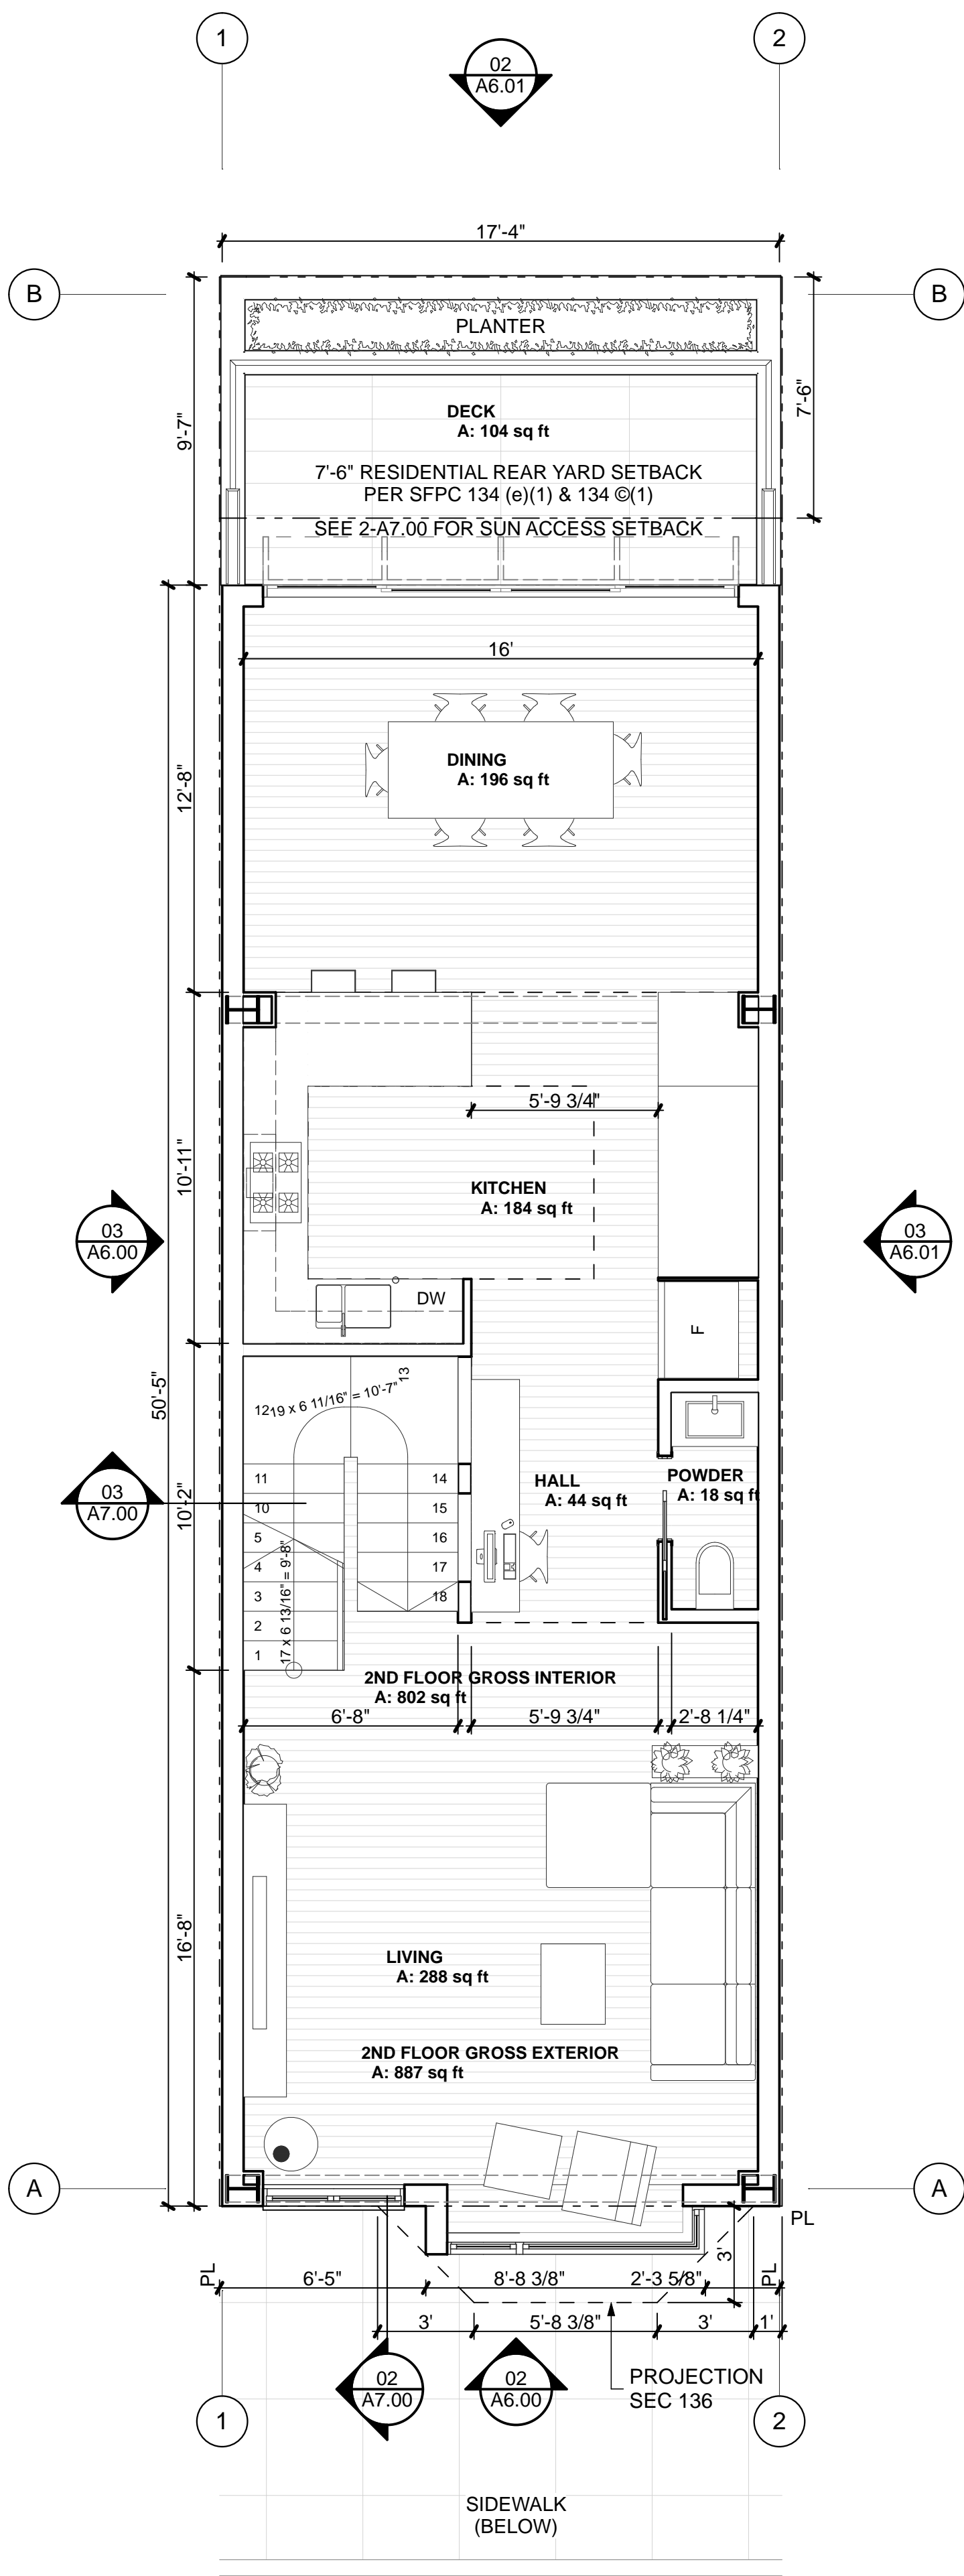 1
2
02
A6.01
17'-4"
B
B
PLANTER
7'-6"
9'-7"
DECK
A: 104 sq ft
7'-6" RESIDENTIAL REAR YARD SETBACK
PER SFPC 134 (e)(1) & 134 ©(1)
SEE 2-A7.00 FOR SUN ACCESS SETBACK
16'
DINING
A: 196 sq ft
12'-8"
5'-9 3/4"
10'-11"
KITCHEN
A: 184 sq ft
03
A6.00
03
A6.01
DW
F
13
19 x 6 11/16" = 10'-7"
12
50'-5"
11
14
HALL
A: 44 sq ft
POWDER
A: 18 sq ft
03
A7.00
10'-2"
10
15
5
16
4
17
3
18
2
1
17 x 6 13/16" = 9'-8"
2ND FLOOR GROSS INTERIOR
A: 802 sq ft
6'-8"
5'-9 3/4"
2'-8 1/4"
16'-8"
LIVING
A: 288 sq ft
2ND FLOOR GROSS EXTERIOR
A: 887 sq ft
A
A
PL
3'
PL
6'-5"
8'-8 3/8"
2'-3 5/8"
PL
3'
5'-8 3/8"
3'
1'
02
A7.00
02
A6.00
PROJECTION
SEC 136
1
2
SIDEWALK
(BELOW)